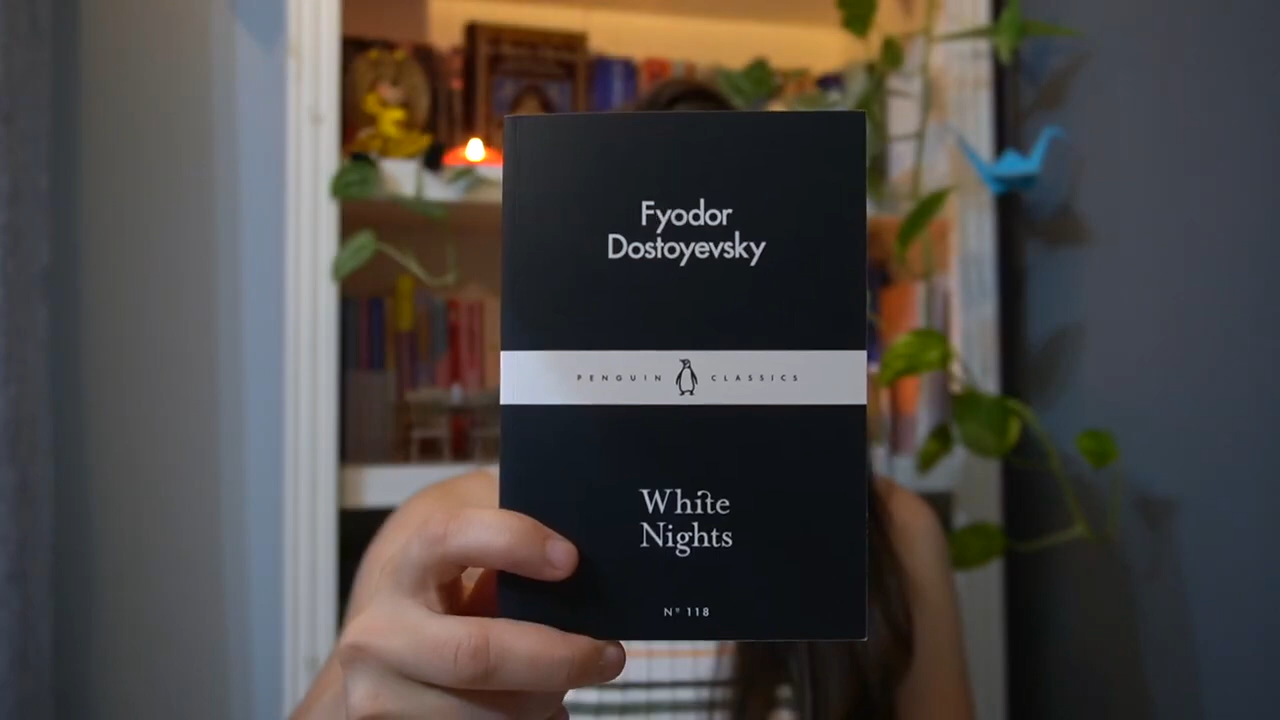 Fyodor
Dostoyevsky
PENGUIN CLASSICS
White
Nights
Nº 118